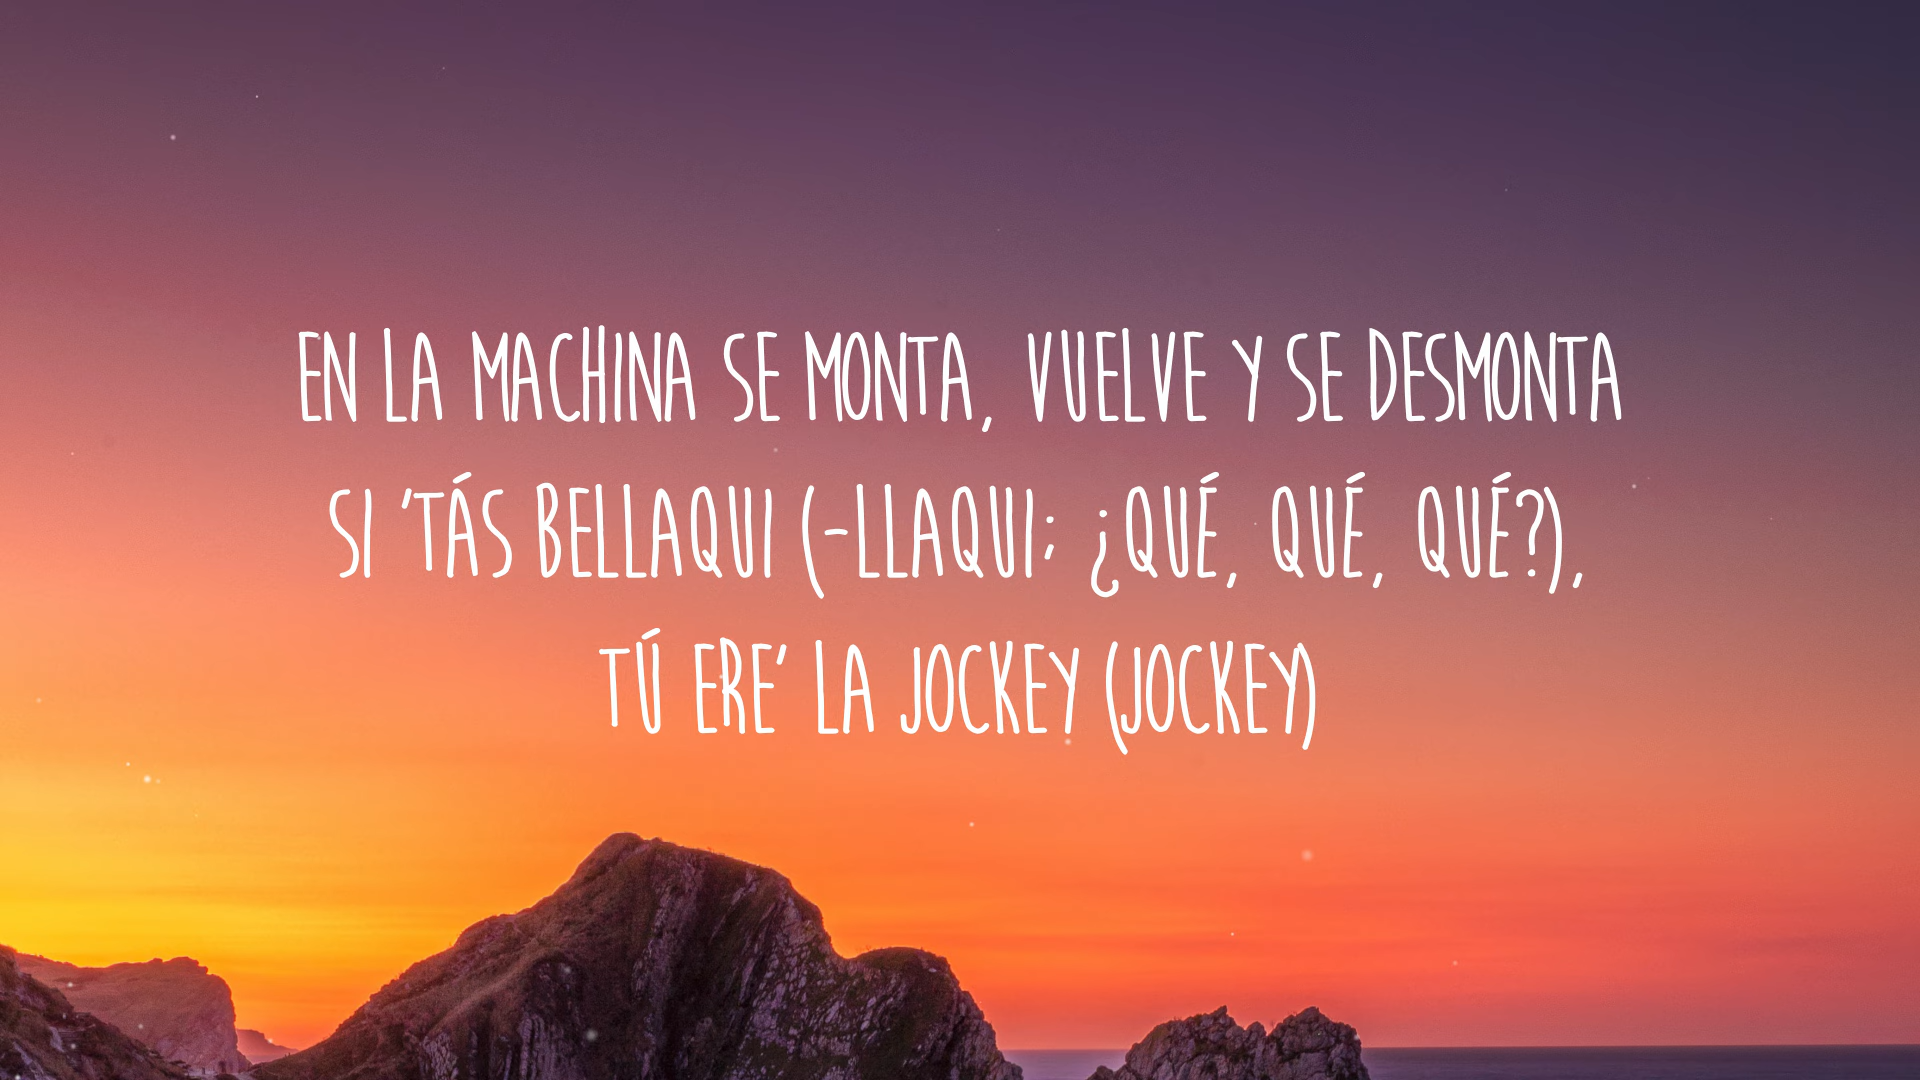 EN LA MACHINA SE MONTA, VUELVE Y SE DESMONTA
SI 'TÁS BELLAQUI (-LLAQUI; ¿QUÉ, QUÉ, QUÉ?),
TÚ ERE' LA JOCKEY (JOCKEY)